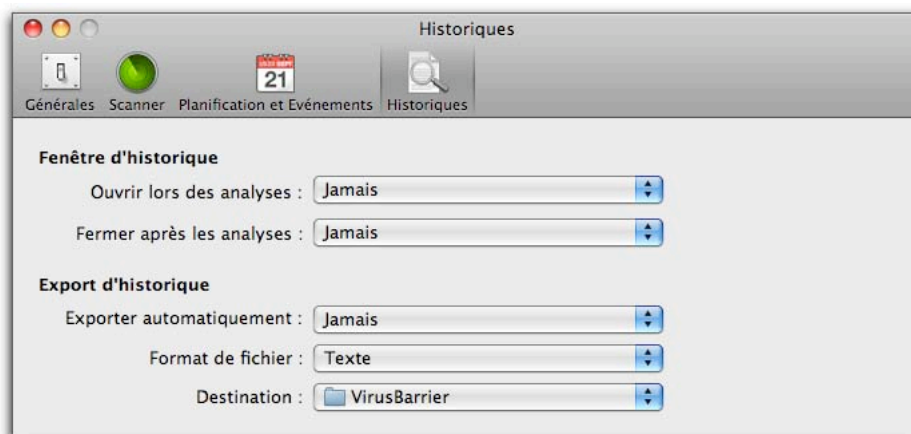 Historiques
21
Générales Scanner Planification et Evénements Historiques
Fenêtre d'historique
Ouvrir lors des analyses : Jamais
Fermer après les analyses : Jamais
Export d'historique
Exporter automatiquement : Jamais
Format de fichier : Texte
Destination : VirusBarrier